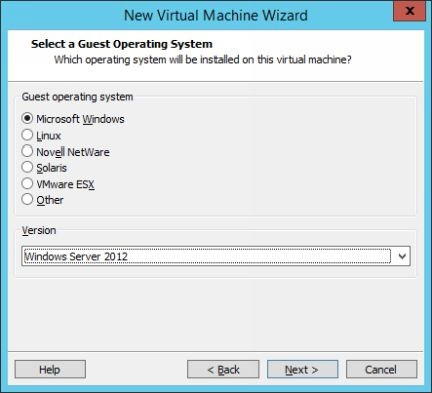 New Virtual Machine Wizard
x
Select a Guest Operating System
Which operating system will be installed on this virtual machine?
Guest operating system
Microsoft Windows
Linux
Novell NetWare
Solaris
VMware ESX
Other
Version
Windows Server 2012
Help
< Back
Next >
Cancel